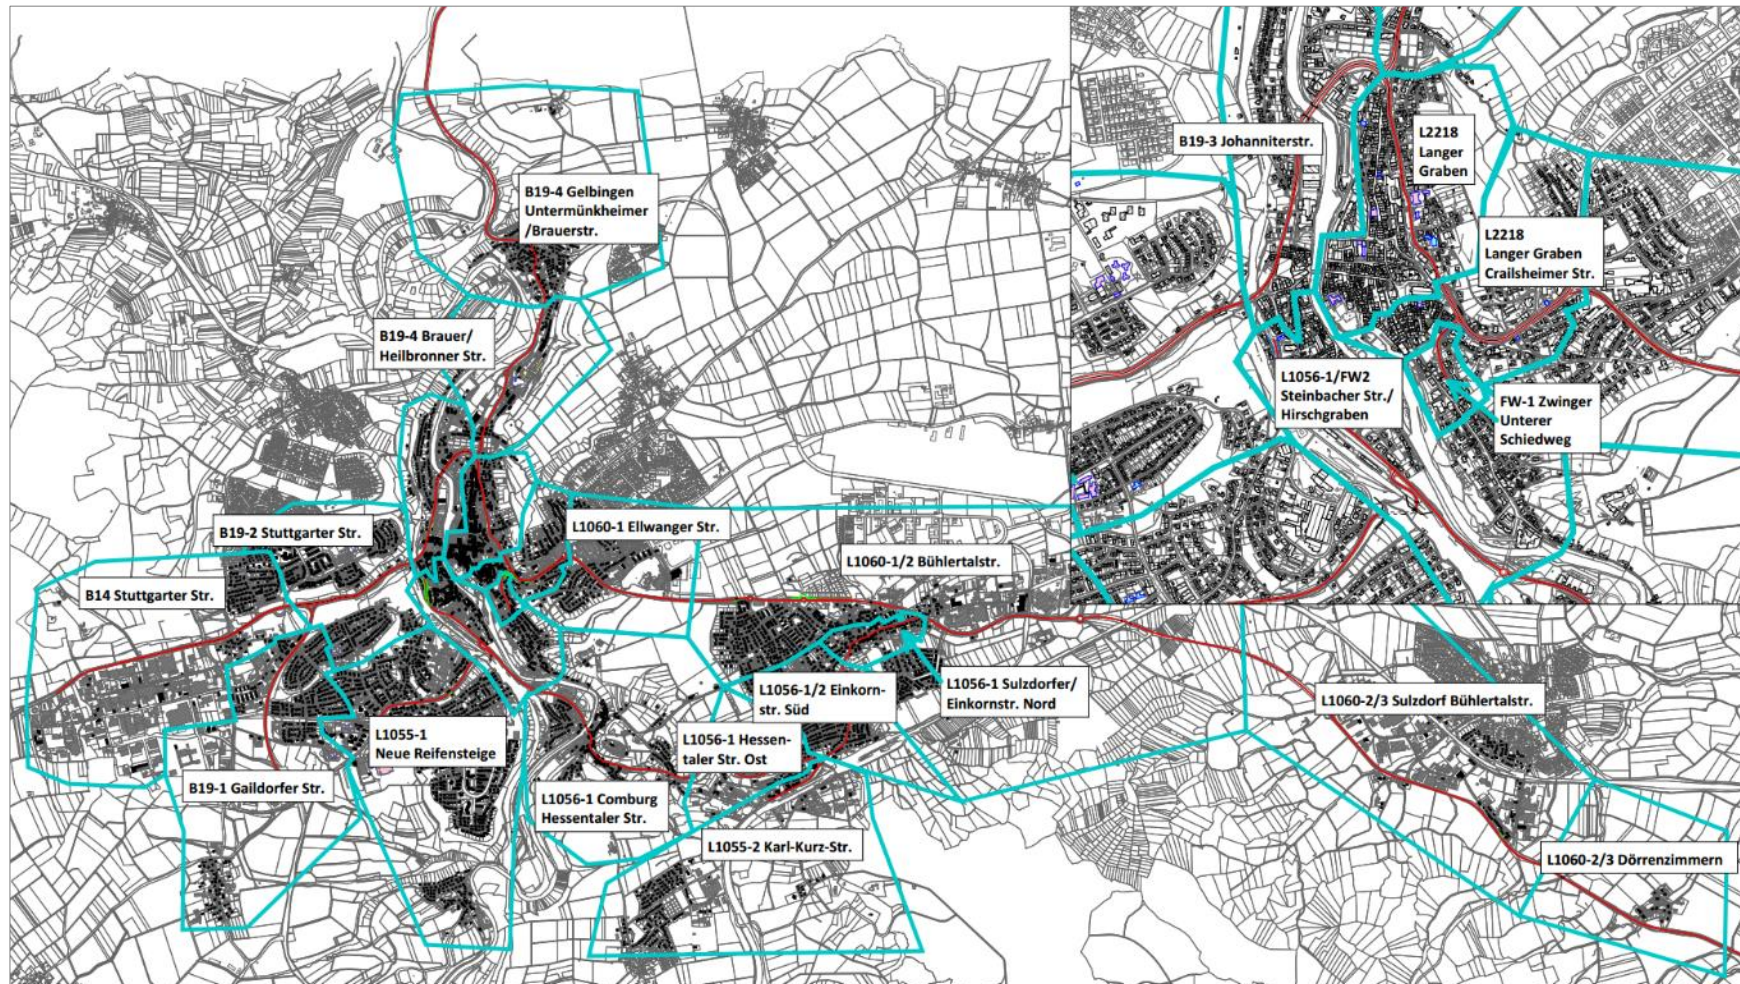 B19-4 Gelbingen
Untermünkheimer
/Brauerstr.
B19-4 Brauer/
Heilbronner Str.
B19-2 Stuttgarter Str.
B14 Stuttgarter Str.
L1060-1 Ellwanger Str.
L1060-1/2 Bühlertalstr.
L1056-1/2 Einkorn-
str. Süd
L1056-1 Sulzdorfer/
Einkornstr. Nord
L1056-1 Hessen-
taler Str. Ost
L1055-1
Neue Reifensteige
B19-1 Gaildorfer Str.
L1056-1 Comburg
Hessentaler Str.
L1055-2 Karl-Kurz-Str.
B19-3 Johanniterstr.
L2218
Langer
Graben
L2218
Langer Graben
Crailsheimer Str.
L1056-1/FW2
Steinbacher Str./
Hirschgraben
FW-1 Zwinger
Unterer
Schiedweg
L1060-2/3 Sulzdorf Bühlertalstr.
L1060-2/3 Dörrenzimmern